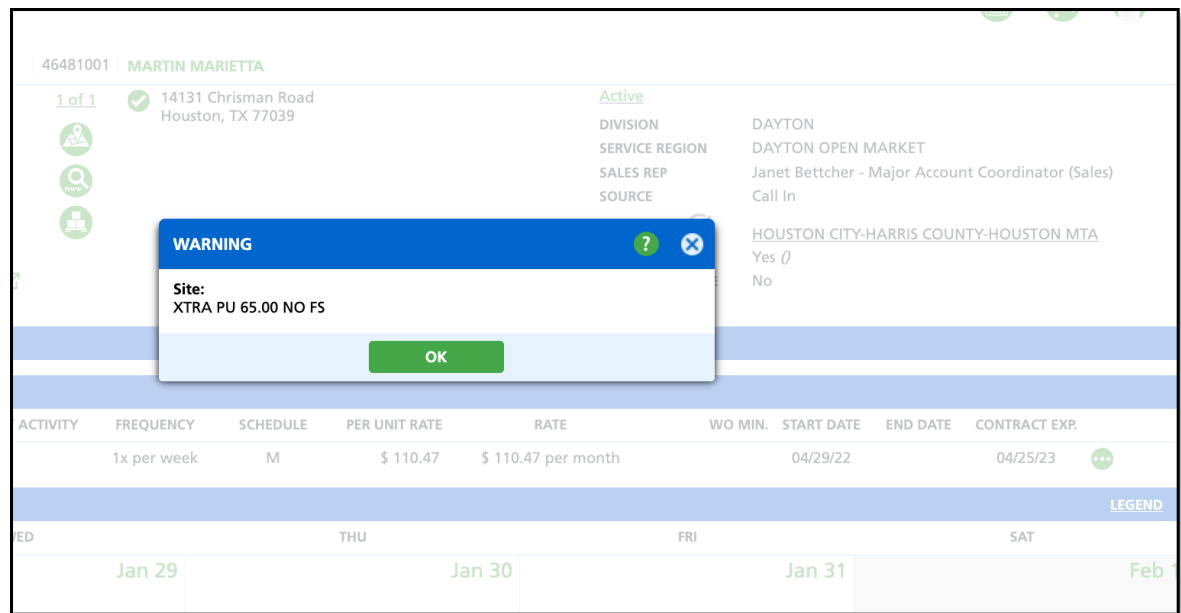 46481001 MARTIN MARIETTA
1 of 1
14131 Chrisman Road
Houston, TX 77039
www
Active
DIVISION DAYTON
SERVICE REGION DAYTON OPEN MARKET
SALES REP Janet Bettcher - Major Account Coordinator (Sales)
SOURCE Call In
HOUSTON CITY-HARRIS COUNTY-HOUSTON MTA
Yes ()
No
WARNING ?
Site:
XTRA PU 65.00 NO FS
OK
ACTIVITY FREQUENCY SCHEDULE PER UNIT RATE RATE WO MIN. START DATE END DATE CONTRACT EXP.
1x per week M $ 110.47 $ 110.47 per month 04/29/22 04/25/23
LEGEND
THU FRI SAT
Jan 29 Jan 30 Jan 31 Feb